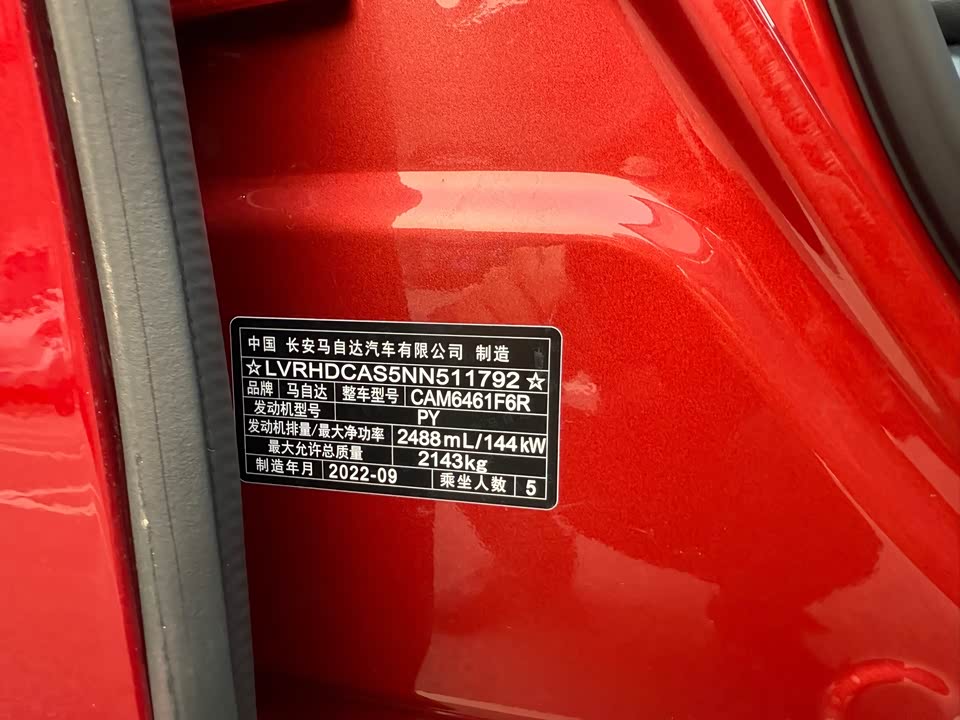 中国 长安马自达汽车有限公司 制造
☆LVRHDCAS5NN511792☆
品牌 马自达 整车型号 CAM6461F6R
发动机型号 PY
发动机排量/最大净功率 2488mL/144kW
最大允许总质量 2143kg
制造年月 2022-09 乘坐人数 5